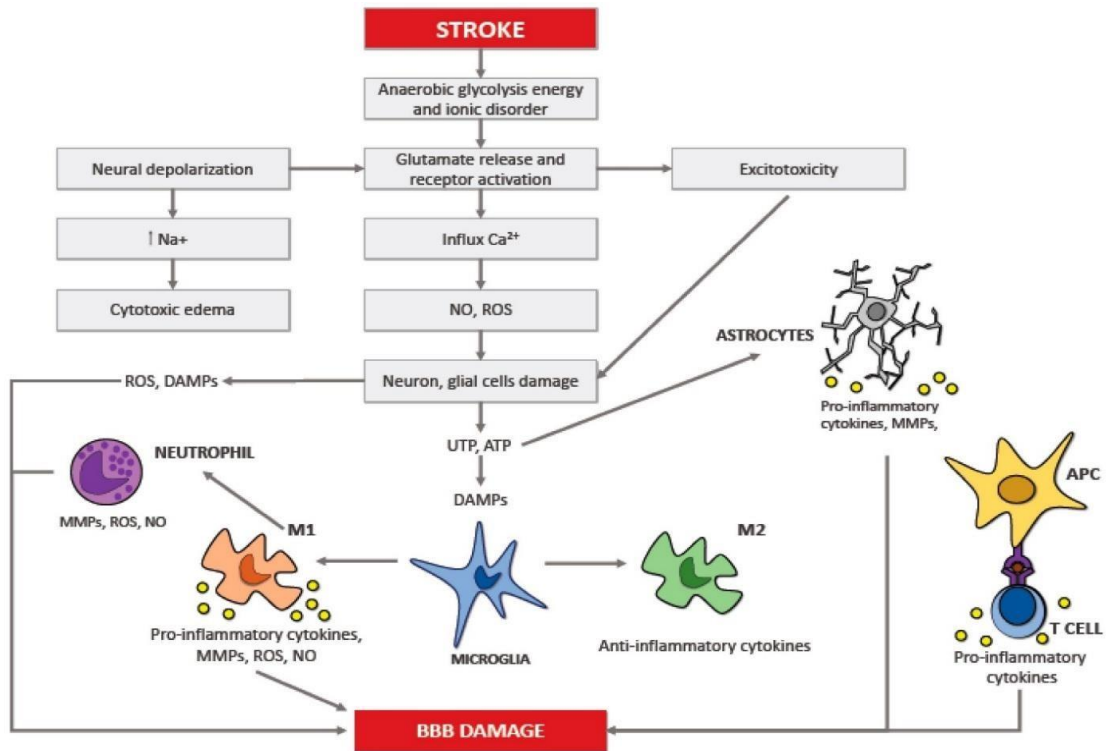 STROKE
Anaerobic glycolysis energy
and ionic disorder
Neural depolarization
Glutamate release and
receptor activation
Excitotoxicity
↑Na+
Influx Ca²⁺
Cytotoxic edema
NO, ROS
ASTROCYTES
ROS, DAMPs
Neuron, glial cells damage
Pro-inflammatory
cytokines, MMPs,
UTP, ATP
NEUTROPHIL
APC
DAMPs
MMPs, ROS, NO
M1
M2
T CELL
Pro-inflammatory cytokines,
MMPs, ROS, NO
MICROGLIA
Anti-inflammatory cytokines
Pro-inflammatory
cytokines
BBB DAMAGE